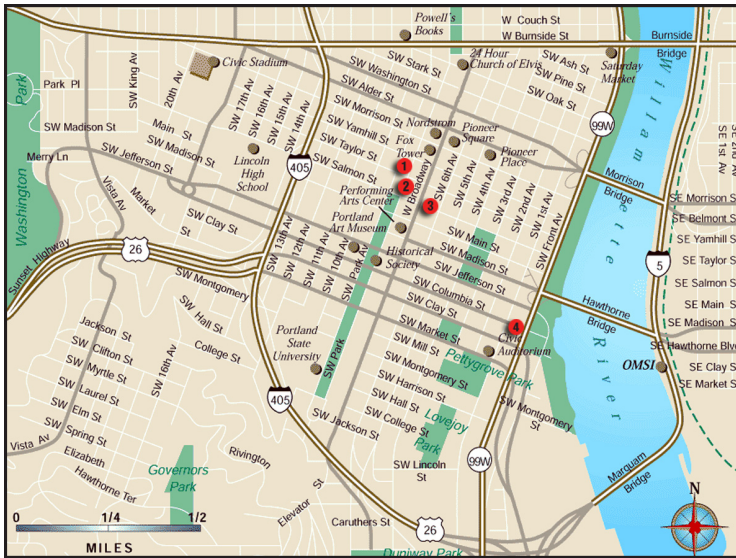 Powell's
Books
W Couch St
W Burnside St
Burnside
Bridge
24 Hour
Church of Elvis
Saturday
Market
SW Ash St
SW Pine St
SW Oak St
SW Stark St
SW Washington St
SW Alder St
SW Morrison St
SW Yamhill St
SW Taylor St
SW Salmon St
Civic Stadium
Park
Park Pl
SW King Av
20th Av
SW 17th Av
SW 16th Av
SW 15th Av
SW 14th Av
SW Madison St
Main St
SW Madison St
SW Jefferson St
Merry Ln
Lincoln
High
School
405
Nordstrom
Fox
Tower
Pioneer
Square
Pioneer
Place
99W
Willamette
River
SE 1st Av
SE 2nd Av
Morrison
Bridge
1
2
3
Performing
Arts Center
Portland
Art Museum
W Broadway
SW 6th Av
SW 5th Av
SW 4th Av
SW 3rd Av
SW 2nd Av
SW 1st Av
SW Front Av
SE Morrison S
SE Belmont St
SE Yamhill St
SE Taylor S
SE Salmon S
SE Main St
SE Madison S
SE Hawthorne Blv
SE Clay St
SE Market S
5
Washington
Vista Av
Market
St
SW Clay
St
26
Sunset Highway
SW Montgomery
SW 13th Av
SW 12th Av
SW 11th Av
SW 10th Av
SW Park Av
Historical
Society
SW Main St
SW Madison St
SW Jefferson St
SW Columbia St
SW Clay St
SW Market St
SW Mill St
SW Montgomery St
SW Harrison St
SW Hall St
SW College St
Hawthorne
Bridge
4
Civic
Auditorium
Pettygrove Park
Lovejoy
Park
SW Montgomery
St
OMSI
Portland
State
University
SW Park
Jackson St
SW Clifton St
SW Myrtle St
SW Laurel St
SW Elm St
SW Spring St
Elizabeth
Hawthorne Ter
SW Hall St
College St
SW 16th Av
Vista Av
405
SW Jackson St
SW Lincoln
St
99W
Marquam
Bridge
Governors
Park
Rivington
Elevator St
Caruthers St
26
Duniway Park
N
0 1/4 1/2
MILES